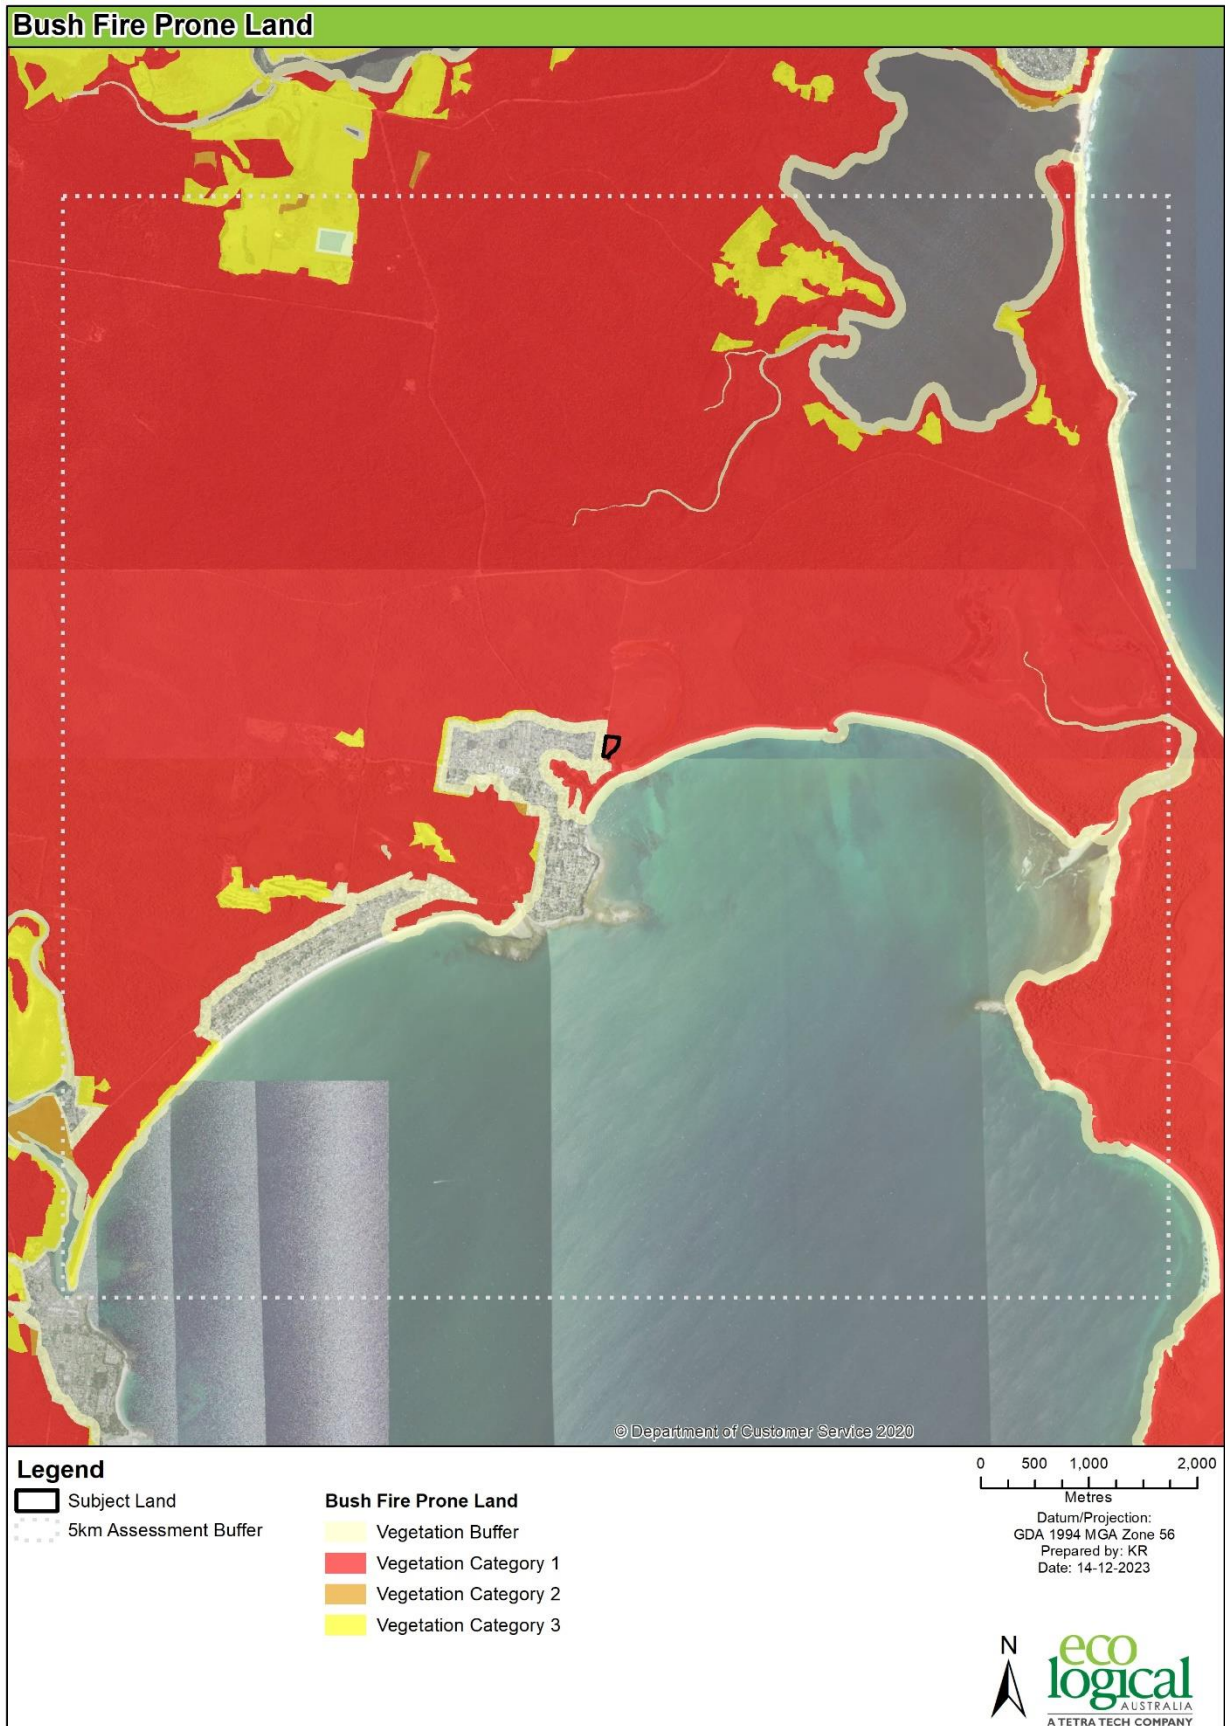 Bush Fire Prone Land
© Department of Customer Service 2020
Legend
Subject Land
5km Assessment Buffer
Bush Fire Prone Land
Vegetation Buffer
Vegetation Category 1
Vegetation Category 2
Vegetation Category 3
0 500 1,000 2,000
Metres
Datum/Projection:
GDA 1994 MGA Zone 56
Prepared by: KR
Date: 14-12-2023
N
eco
logical
AUSTRALIA
A TETRA TECH COMPANY